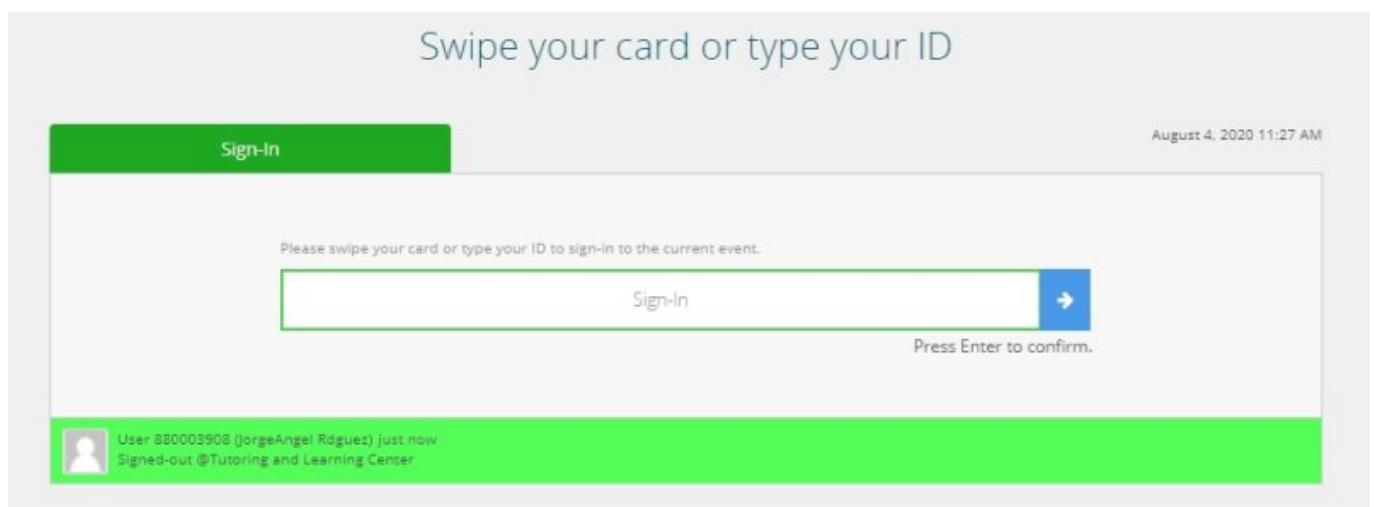 Swipe your card or type your ID
Sign-In
August 4, 2020 11:27 AM
Please swipe your card or type your ID to sign-in to the current event.
Sign-In
Press Enter to confirm.
User 880003908 (JorgeAngel Rdguez) just now
Signed-out @Tutoring and Learning Center